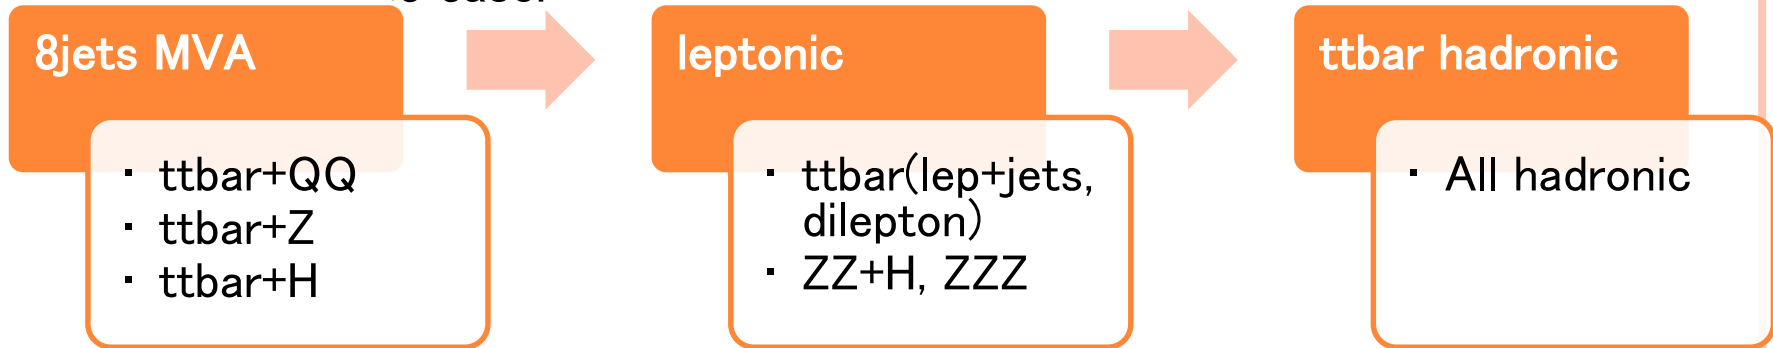 8jets MVA
leptonic
ttbar hadronic
・ ttbar+QQ
・ ttbar+Z
・ ttbar+H
・ ttbar(lep+jets,
dilepton)
・ ZZ+H, ZZZ
・ All hadronic